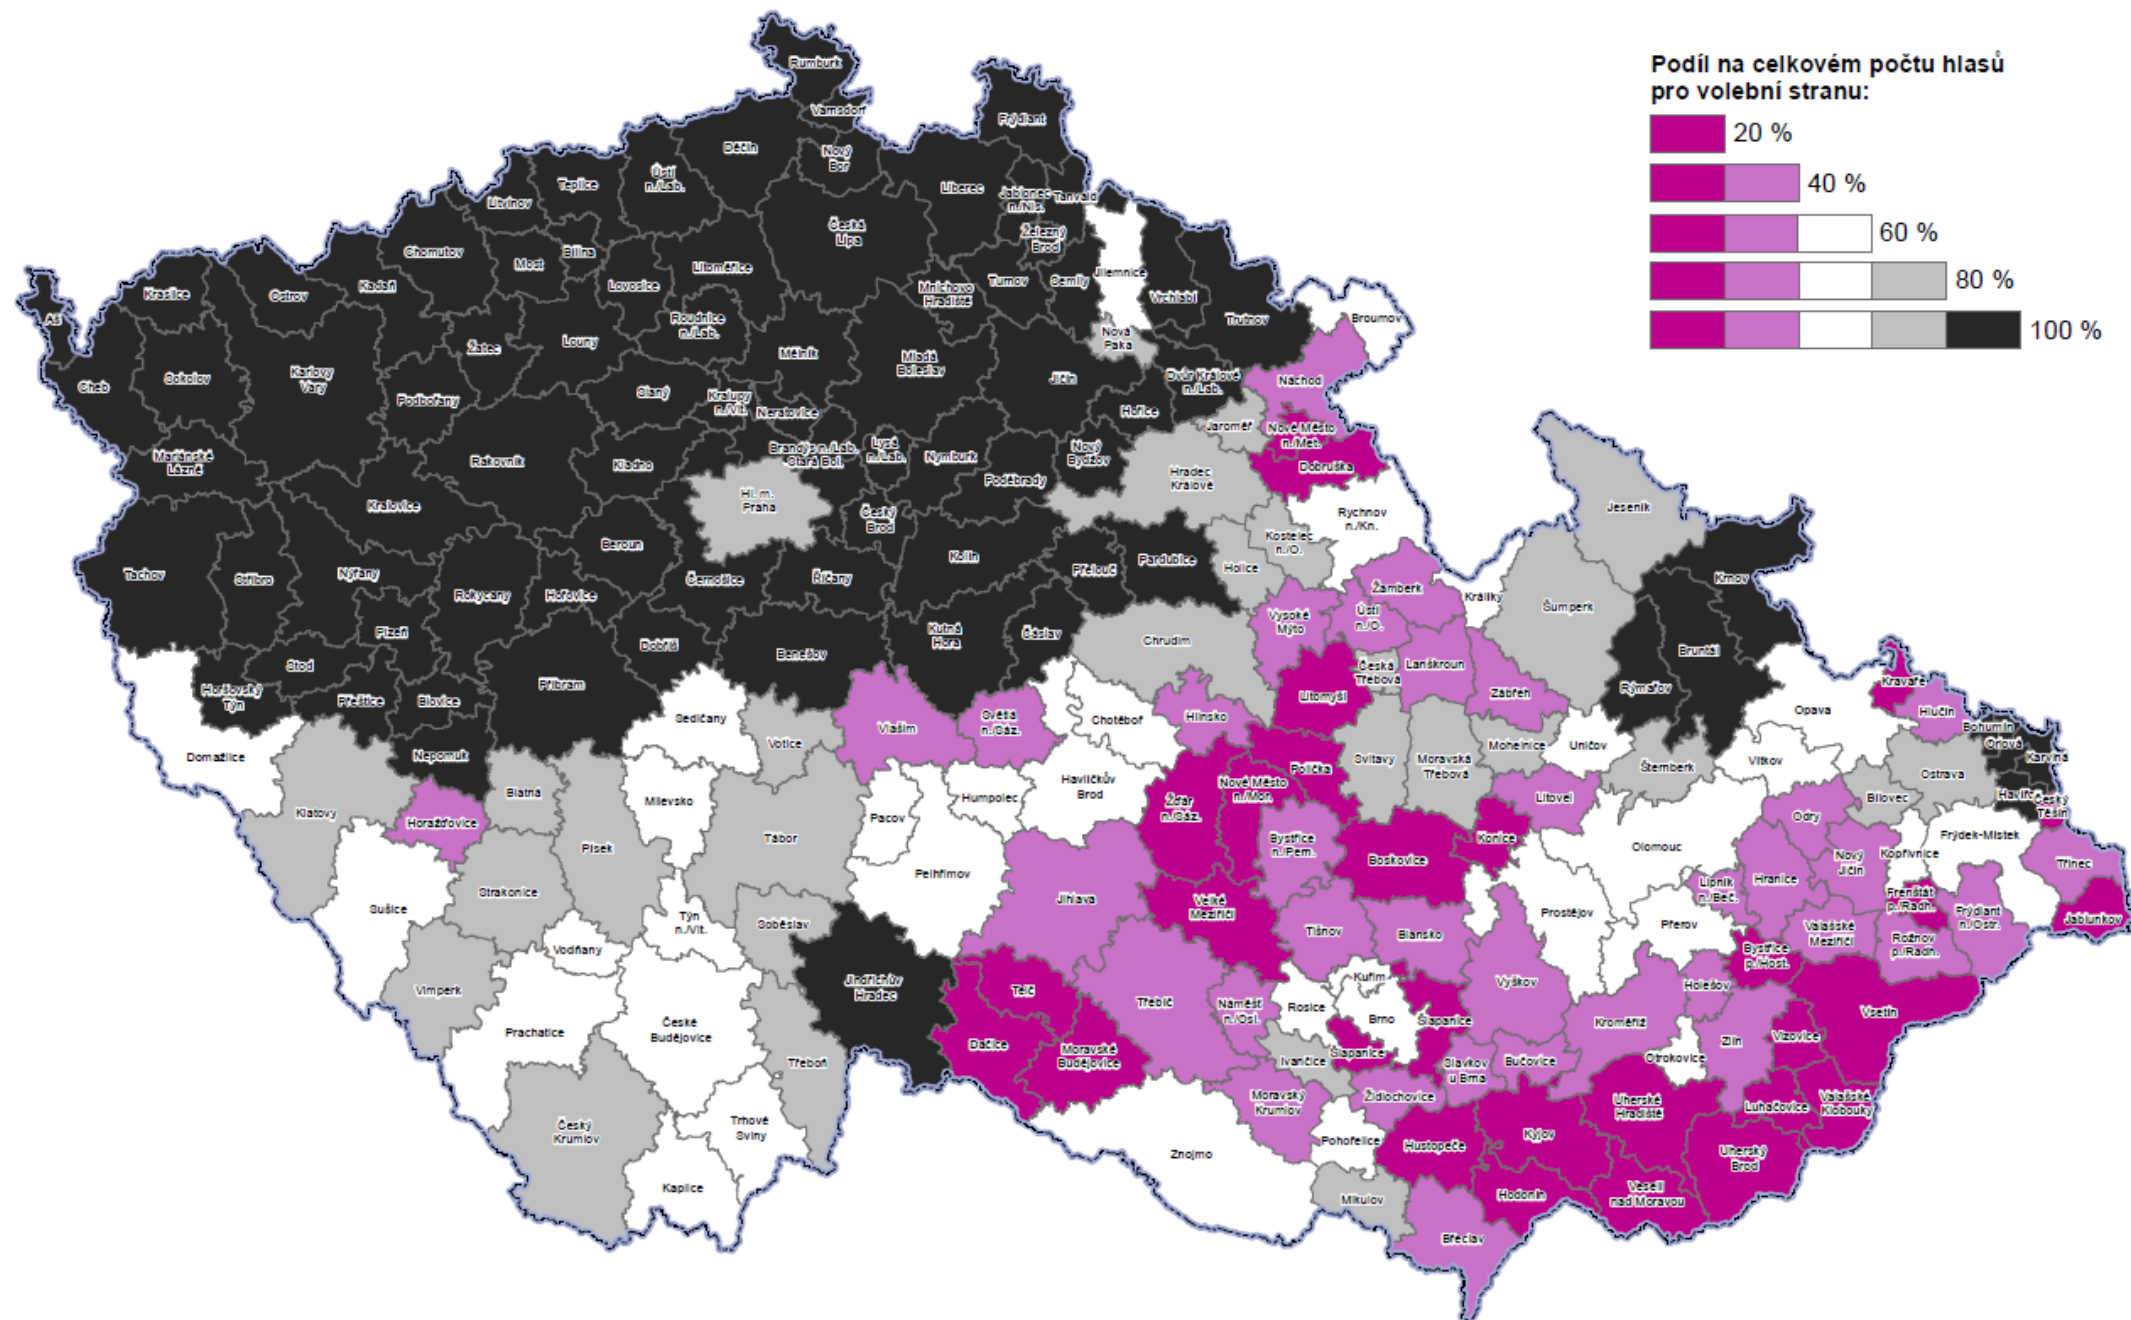 Podíl na celkovém počtu hlasů
pro volební stranu:
20 %
40 %
60 %
80 %
100 %
Rumburk
Varnsdorf
Frýdlant
Děčín
Nový
Bor
Ústí
n./Lab.
Teplice
Liberec
Jablonec
n./Nis.
Tanvald
Litvínov
Česká
Lípa
Železný
Brod
Chomutov
Most
Bílina
Litoměřice
Jilemnice
Kraslice
Ostrov
Kadaň
Lovosice
Mnichovo
Hradiště
Turnov
Semily
Vrchlabí
Aš
Roudnice
n./Lab.
Trutnov
Broumov
Nová
Paka
Louny
Žatec
Mělník
Mladá
Boleslav
Jičín
Dvůr Králové
n./Lab.
Náchod
Cheb
Sokolov
Karlovy
Vary
Podbořany
Slaný
Kralupy
n./Vlt.
Neratovice
Hořice
Jaroměř
Nové Město
n./Met.
Mariánské
Lázně
Rakovník
Kladno
Brandýs n./Lab.
Stará Bol.
Lysá
n./Lab.
Nymburk
Nový
Bydžov
Dobruška
Poděbrady
Hradec
Králové
Hl. m.
Praha
Kralovice
Český
Brod
Rychnov
n./Kn.
Jeseník
Kostelec
n./O.
Beroun
Kolín
Přelouč
Pardubice
Holice
Tachov
Stříbro
Nýřany
Rokycany
Hořovice
Černošice
Říčany
Žamberk
Králíky
Šumperk
Krnov
Vysoké
Mýto
Ústí
n./O.
Plzeň
Kutná
Hora
Čáslav
Chrudim
Dobříš
Benešov
Stod
Česká
Třebová
Lanškroun
Bruntál
Horšovský
Týn
Přeštice
Blovice
Příbram
Litomyšl
Zábřeh
Rýmařov
Kravaře
Sedlčany
Vlašim
Světlá
n./Sáz.
Chotěboř
Hlinsko
Opava
Hlučín
Bohumín
Orlová
Karviná
Domažlice
Nepomuk
Votice
Svitavy
Moravská
Třebová
Mohelnice
Uničov
Šternberk
Vítkov
Ostrava
Klatovy
Blatná
Milevsko
Humpolec
Havlíčkův
Brod
Polička
Nové Město
n./Mor.
Žďár
n./Sáz.
Litovel
Bílovec
Český
Těšín
Horažďovice
Pacov
Odry
Písek
Tábor
Bystřice
n./Pern.
Boskovice
Konice
Olomouc
Nový
Jičín
Kopřivnice
Frýdek-Místek
Třinec
Pelhřimov
Strakonice
Lipník
n./Beč.
Hranice
Frenštát
p./Radh.
Sušice
Týn
n./Vlt.
Soběslav
Jihlava
Velké
Meziříčí
Tišnov
Blansko
Prostějov
Přerov
Valašské
Meziříčí
Rožnov
p./Radh.
Frýdlant
n./Ostr.
Jablunkov
Vodňany
Bystřice
p./Host.
Vimperk
Jindřichův
Hradec
Telč
Třebíč
Náměšť
n./Osl.
Kuřim
Rosice
Vyškov
Holešov
Prachatice
České
Budějovice
Brno
Šlapanice
Kroměříž
Vsetín
Dačice
Moravské
Budějovice
Ivančice
Šlapanice
Slavkov
u Brna
Bučovice
Otrokovice
Zlín
Vizovice
Třeboň
Moravský
Krumlov
Židlochovice
Uherské
Hradiště
Luhačovice
Valašské
Klobouky
Český
Krumlov
Trhové
Sviny
Znojmo
Pohořelice
Hustopeče
Kyjov
Uherský
Brod
Kaplice
Mikulov
Hodonín
Veselí
nad Moravou
Břeclav